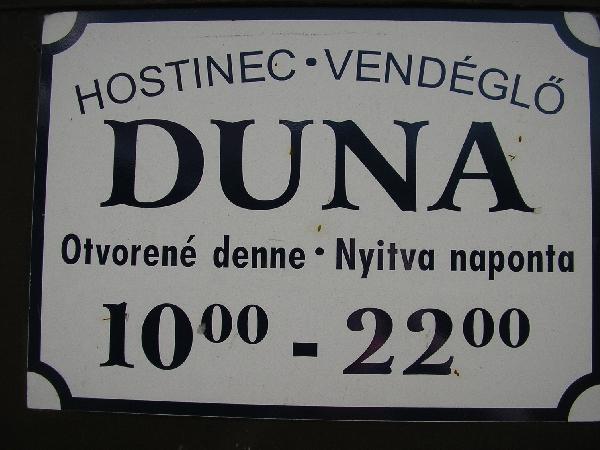 HOSTINEC · VENDÉGLŐ
DUNA
Otvorené denne · Nyitva naponta
10⁰⁰ - 22⁰⁰